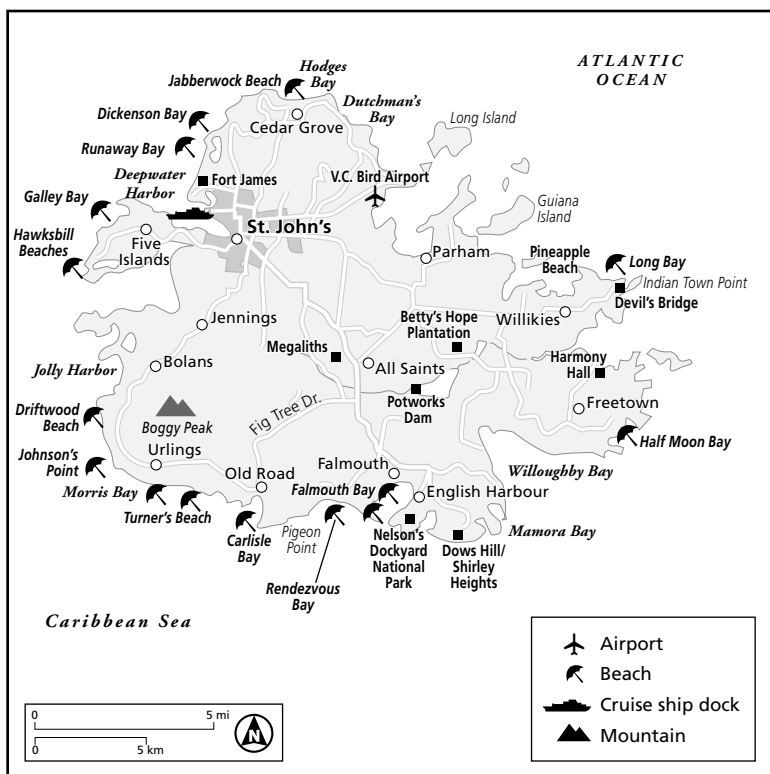 ATLANTIC
OCEAN
Hodges
Bay
Jabberwock Beach
Dutchman's
Bay
Dickenson Bay
Cedar Grove
Long Island
Runaway Bay
Deepwater
Harbor
Fort James
V.C. Bird Airport
Galley Bay
Guiana
Island
St. John's
Five
Islands
Hawksbill
Beaches
Parham
Pineapple
Beach
Long Bay
Indian Town Point
Devil's Bridge
Jennings
Betty's Hope
Plantation
Willikies
Megaliths
Bolans
All Saints
Harmony
Hall
Jolly Harbor
Potworks
Dam
Freetown
Driftwood
Beach
Boggy Peak
Fig Tree Dr.
Half Moon Bay
Johnson's
Point
Urlings
Old Road
Falmouth
Willoughby Bay
Morris Bay
Falmouth Bay
English Harbour
Turner's Beach
Carlisle
Bay
Pigeon
Point
Nelson's
Dockyard
National
Park
Dows Hill/
Shirley
Heights
Mamora Bay
Rendezvous
Bay
Caribbean Sea
Airport
Beach
Cruise ship dock
Mountain
0
5 mi
0
5 km
N